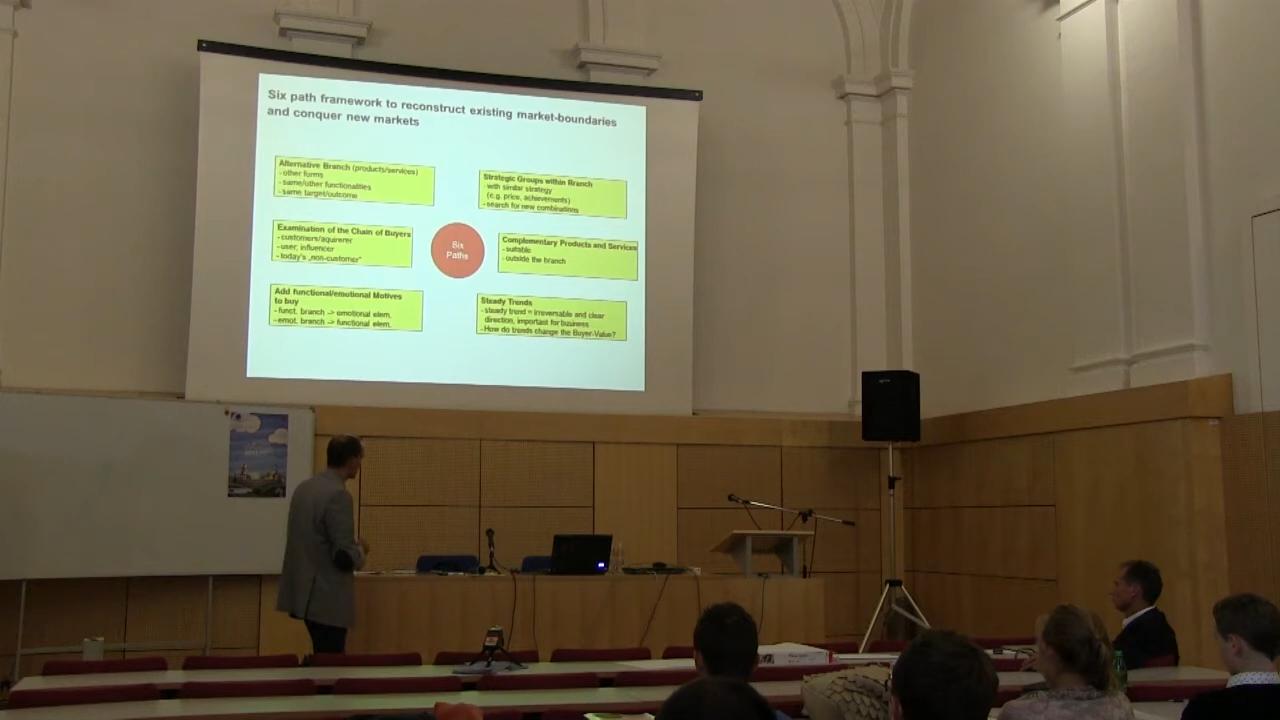 Six path framework to reconstruct existing market-boundaries
and conquer new markets
Alternative Branch (products/services)
- other forms
- same/other functionalities
- same target/outcome
Strategic Groups within Branch
- with similar strategy
(e.g. price, achievements)
- search for new combinations
Examination of the Chain of Buyers
- customers/aquirerer
- user, influencer
- today's „non-customer"
Six
Paths
Complementary Products and Services
- suitable
- outside the branch
Add functional/emotional Motives
to buy
- funct. branch -> emotional elem.
- emot. branch -> functional elem.
Steady Trends
- steady trend = irreversable and clear
direction, important for business
- How do trends change the Buyer-Value?